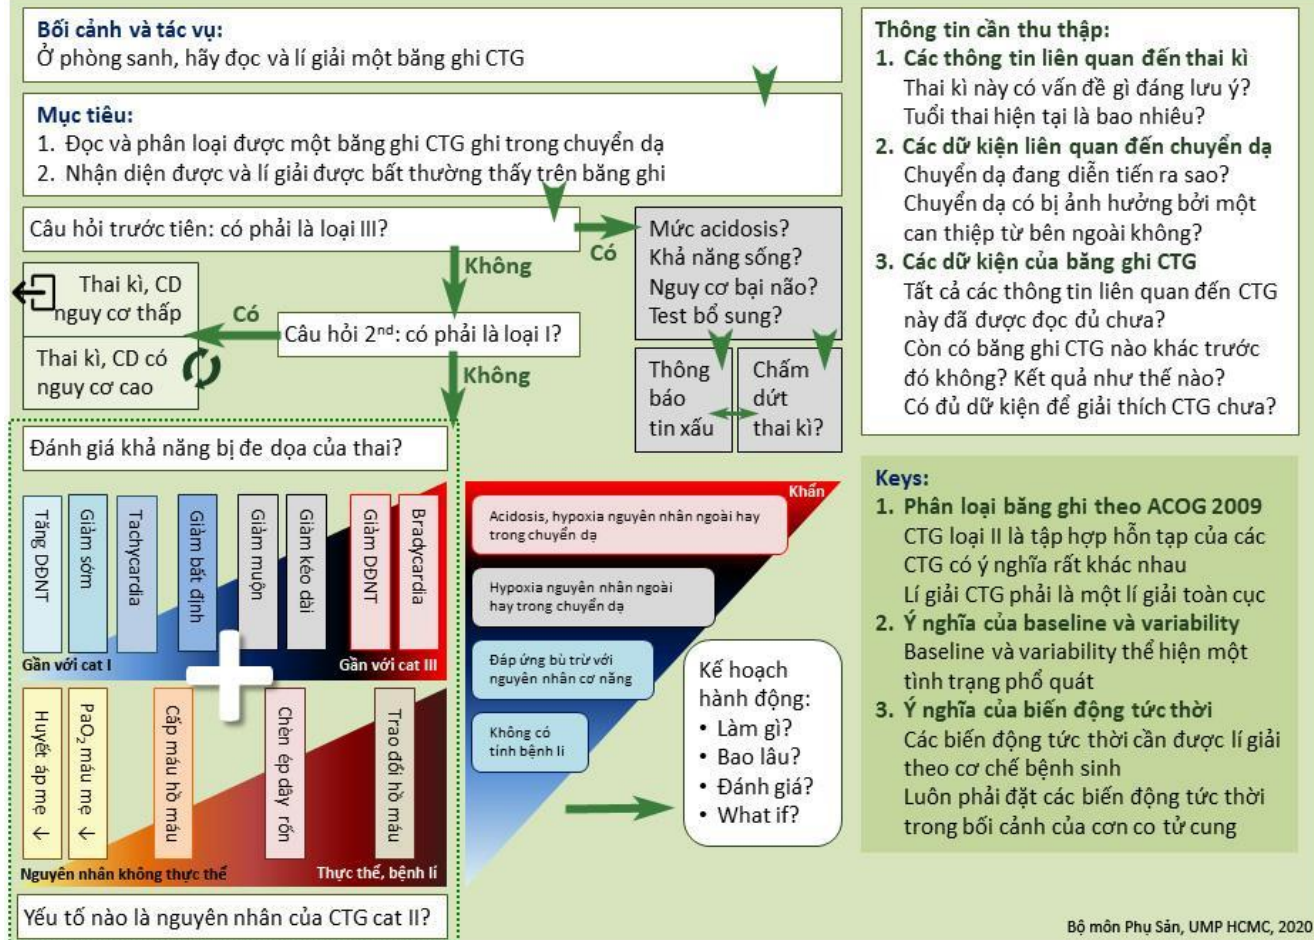 Bối cảnh và tác vụ:
Ở phòng sanh, hãy đọc và lí giải một băng ghi CTG
Mục tiêu:
1. Đọc và phân loại được một băng ghi CTG ghi trong chuyển dạ
2. Nhận diện được và lí giải được bất thường thấy trên băng ghi
Câu hỏi trước tiên: có phải là loại III?
Có
Không
Mức acidosis?
Khả năng sống?
Nguy cơ bại não?
Test bổ sung?
Thông
báo
tin xấu
Chấm
dứt
thai kì?
Câu hỏi 2nd: có phải là loại I?
Có
Không
Thai kì, CD
nguy cơ thấp
Thai kì, CD có
nguy cơ cao
Đánh giá khả năng bị đe dọa của thai?
Tăng DĐNT
Giảm sớm
Tachycardia
Giảm bất định
Giảm muộn
Giảm kéo dài
Giảm DĐNT
Bradycardia
Gần với cat I
Gần với cat III
Huyết áp mẹ ↓
PaO2 máu mẹ ↓
Cấp máu hồ máu
Chèn ép dây rốn
Trao đổi hồ máu
Nguyên nhân không thực thể
Thực thể, bệnh lí
Yếu tố nào là nguyên nhân của CTG cat II?
Khẩn
Acidosis, hypoxia nguyên nhân ngoài hay
trong chuyển dạ
Hypoxia nguyên nhân ngoài
hay trong chuyển dạ
Đáp ứng bù trừ với
nguyên nhân cơ năng
Không có
tính bệnh lí
Kế hoạch
hành động:
• Làm gì?
• Bao lâu?
• Đánh giá?
• What if?
Thông tin cần thu thập:
1. Các thông tin liên quan đến thai kì
Thai kì này có vấn đề gì đáng lưu ý?
Tuổi thai hiện tại là bao nhiêu?
2. Các dữ kiện liên quan đến chuyển dạ
Chuyển dạ đang diễn tiến ra sao?
Chuyển dạ có bị ảnh hưởng bởi một
can thiệp từ bên ngoài không?
3. Các dữ kiện của băng ghi CTG
Tất cả các thông tin liên quan đến CTG
này đã được đọc đủ chưa?
Còn có băng ghi CTG nào khác trước
đó không? Kết quả như thế nào?
Có đủ dữ kiện để giải thích CTG chưa?
Keys:
1. Phân loại băng ghi theo ACOG 2009
CTG loại II là tập hợp hỗn tạp của các
CTG có ý nghĩa rất khác nhau
Lí giải CTG phải là một lí giải toàn cục
2. Ý nghĩa của baseline và variability
Baseline và variability thể hiện một
tình trạng phổ quát
3. Ý nghĩa của biến động tức thời
Các biến động tức thời cần được lí giải
theo cơ chế bệnh sinh
Luôn phải đặt các biến động tức thời
trong bối cảnh của cơn co tử cung
Bộ môn Phụ Sản, UMP HCMC, 2020